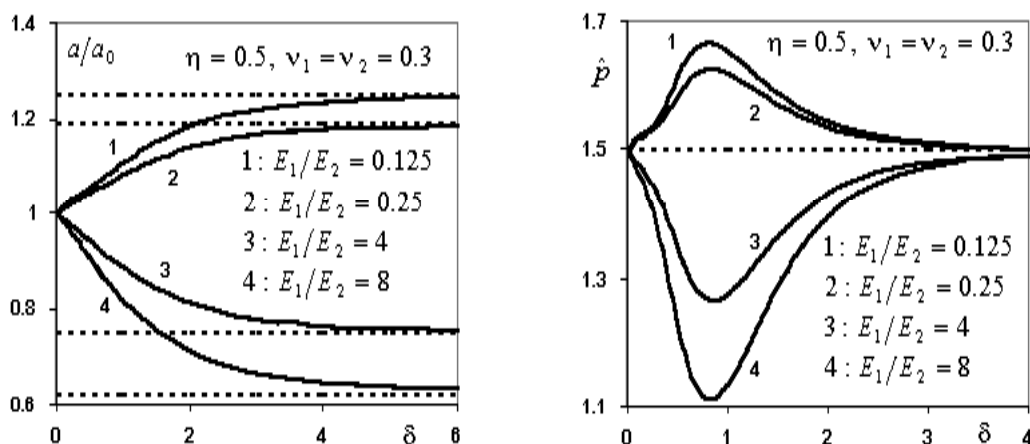 1.4
a/a₀
η = 0.5, ν₁ = ν₂ = 0.3
1.2
1
2
1 : E₁/E₂ = 0.125
2 : E₁/E₂ = 0.25
3 : E₁/E₂ = 4
4 : E₁/E₂ = 8
1
3
4
0.8
0.6
0 2 4 δ 6
1.7
p̂
1
η = 0.5, ν₁ = ν₂ = 0.3
2
1.5
3
1 : E₁/E₂ = 0.125
2 : E₁/E₂ = 0.25
3 : E₁/E₂ = 4
4 : E₁/E₂ = 8
1.3
4
1.1
0 1 2 3 δ 4